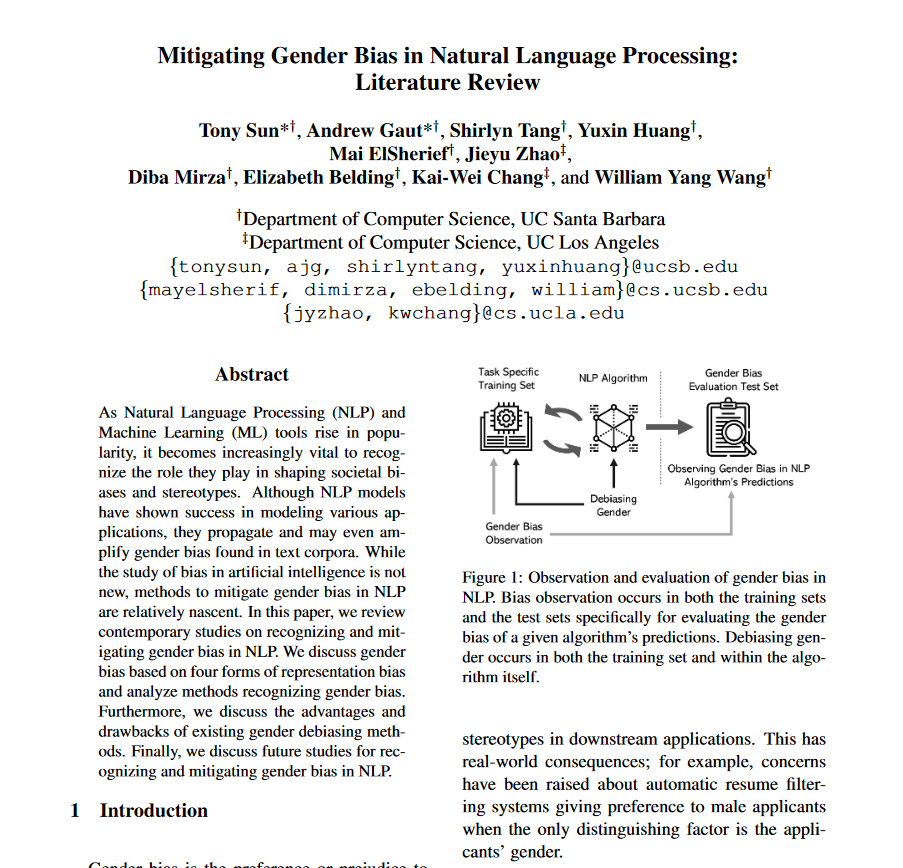 Mitigating Gender Bias in Natural Language Processing:
Literature Review
Tony Sun*†, Andrew Gaut*†, Shirlyn Tang†, Yuxin Huang†,
Mai ElSherief†, Jieyu Zhao‡,
Diba Mirza†, Elizabeth Belding†, Kai-Wei Chang‡, and William Yang Wang†
†Department of Computer Science, UC Santa Barbara
‡Department of Computer Science, UC Los Angeles
{tonysun, ajg, shirlyntang, yuxinhuang}@ucsb.edu
{mayelsherif, dimirza, ebelding, william}@cs.ucsb.edu
{jyzhao, kwchang}@cs.ucla.edu
Abstract
As Natural Language Processing (NLP) and
Machine Learning (ML) tools rise in popu-
larity, it becomes increasingly vital to recog-
nize the role they play in shaping societal bi-
ases and stereotypes. Although NLP models
have shown success in modeling various ap-
plications, they propagate and may even am-
plify gender bias found in text corpora. While
the study of bias in artificial intelligence is not
new, methods to mitigate gender bias in NLP
are relatively nascent. In this paper, we review
contemporary studies on recognizing and mit-
igating gender bias in NLP. We discuss gender
bias based on four forms of representation bias
and analyze methods recognizing gender bias.
Furthermore, we discuss the advantages and
drawbacks of existing gender debiasing meth-
ods. Finally, we discuss future studies for rec-
ognizing and mitigating gender bias in NLP.
1 Introduction
Gender bias is the preference or prejudice to
Task Specific
Training Set
NLP Algorithm
Gender Bias
Evaluation Test Set
Observing Gender Bias in NLP
Algorithm's Predictions
Debiasing
Gender
Gender Bias
Observation
Figure 1: Observation and evaluation of gender bias in
NLP. Bias observation occurs in both the training sets
and the test sets specifically for evaluating the gender
bias of a given algorithm's predictions. Debiasing gen-
der occurs in both the training set and within the algo-
rithm itself.
stereotypes in downstream applications. This has
real-world consequences; for example, concerns
have been raised about automatic resume filter-
ing systems giving preference to male applicants
when the only distinguishing factor is the appli-
cants' gender.